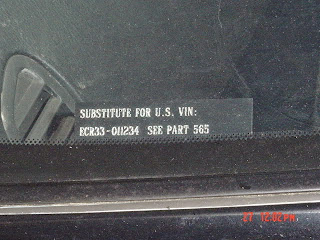 SUBSTITUTE FOR U.S. VIN:
ECR33-011234 SEE PART 565
27 12:02PM